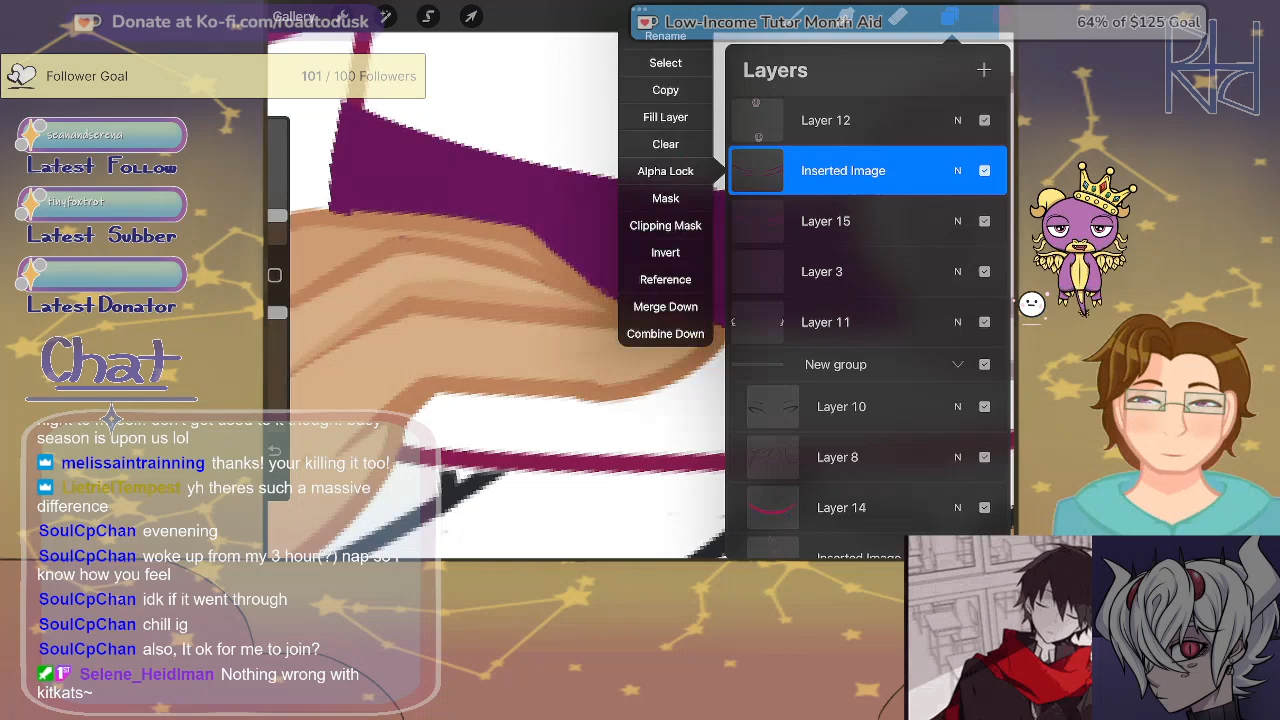 Donate at Ko-fi.com/roadtodusk
Gallery
Low-Income Tutor Month Aid
64% of $125 Goal
Follower Goal
101 / 100 Followers
seanandserena
Latest Follow
tinyfoxtrot
Latest Subber
Latest Donator
Chat
season is upon us lol
melissaintrainning thanks! your killing it too!
LietrielTempest yh theres such a massive
difference
SoulCpChan evenening
SoulCpChan woke up from my 3 hour(?) nap so I
know how you feel
SoulCpChan idk if it went through
SoulCpChan chill ig
SoulCpChan also, It ok for me to join?
Selene_Heidlman Nothing wrong with
kitkats~
Rename
Select
Copy
Fill Layer
Clear
Alpha Lock
Mask
Clipping Mask
Invert
Reference
Merge Down
Combine Down
Layers
Layer 12 N
Inserted Image N
Layer 15 N
Layer 3 N
Layer 11 N
New group
Layer 10 N
Layer 8 N
Layer 14 N
Inserted Image